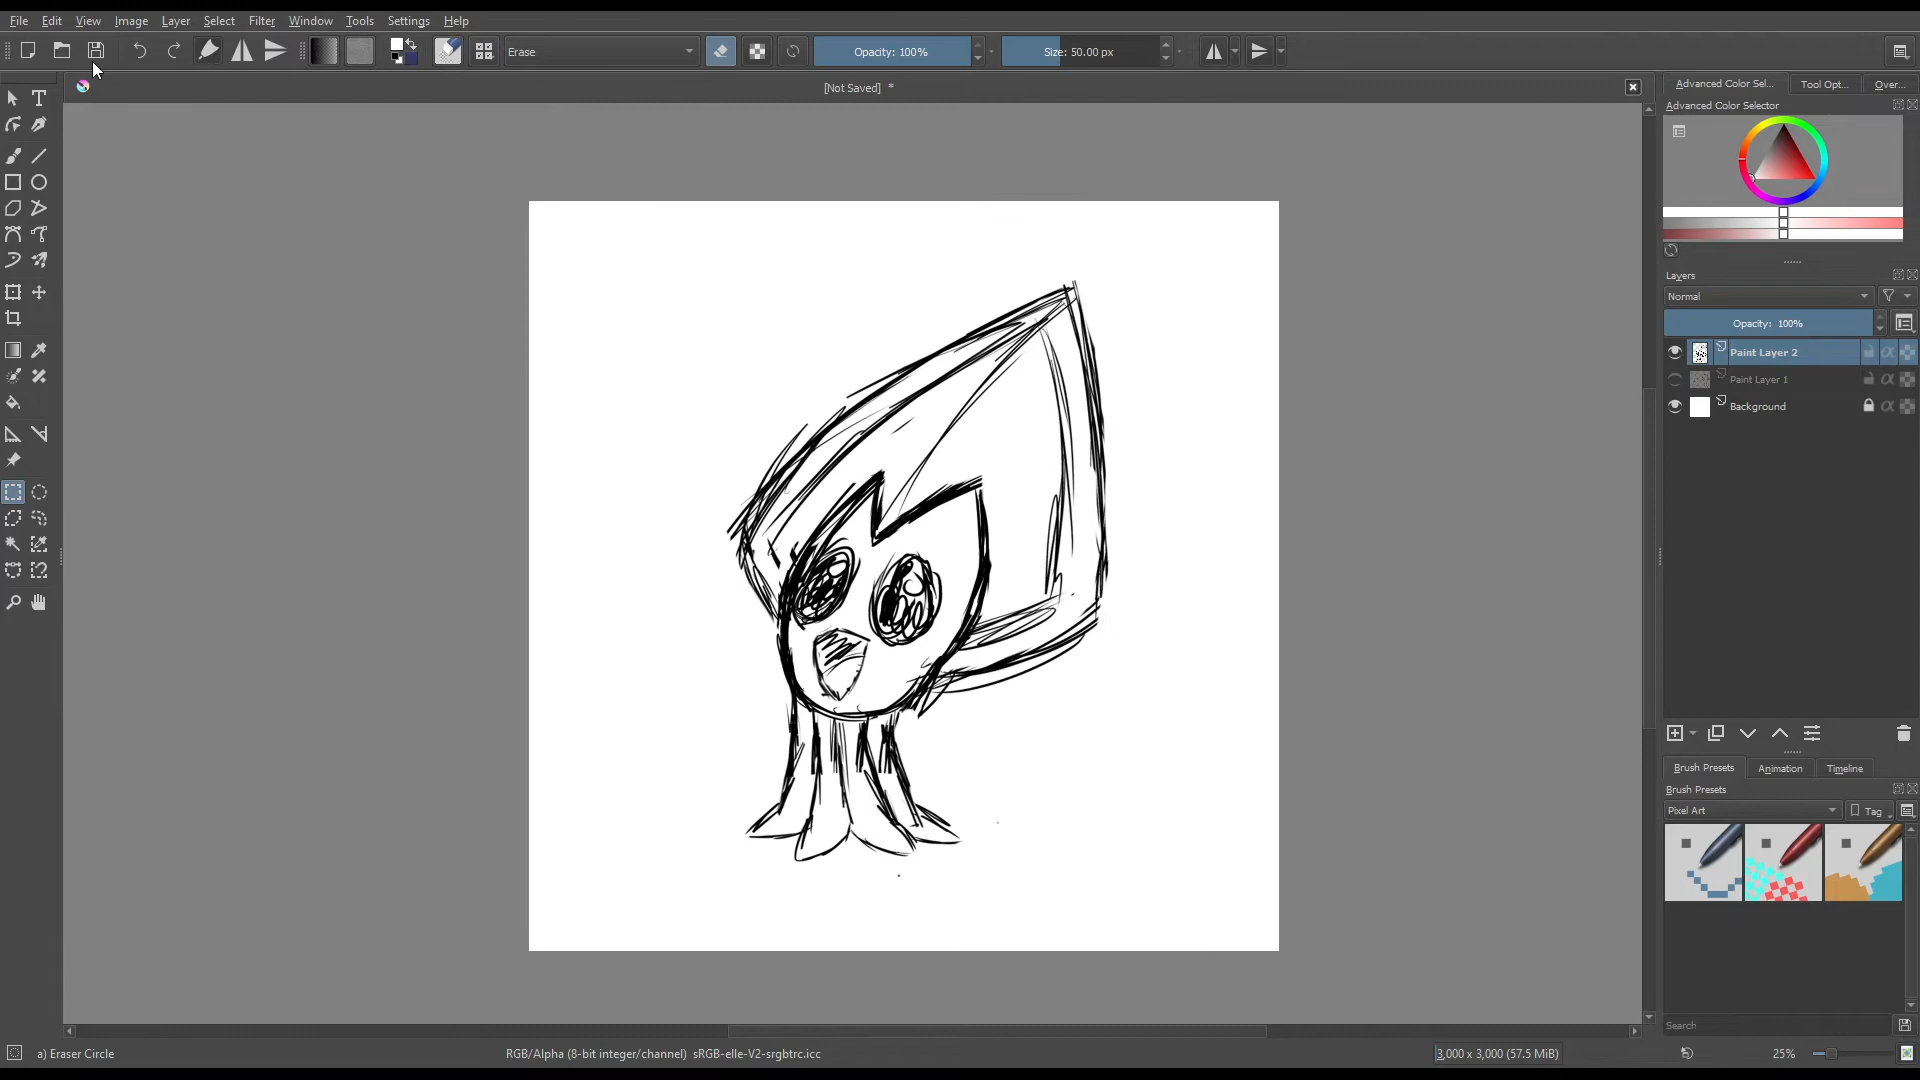 File Edit View Image Layer Select Filter Window Tools Settings Help
Erase Opacity: 100% Size: 50.00 px
[Not Saved] *
Advanced Color Sel... Tool Opt... Over...
Advanced Color Selector
Layers
Normal
Opacity: 100%
Paint Layer 2
Paint Layer 1
Background
Brush Presets Animation Timeline
Brush Presets
Pixel Art Tag
Search
a) Eraser Circle RGB/Alpha (8-bit integer/channel) sRGB-elle-V2-srgbtrc.icc 3,000 x 3,000 (57.5 MiB) 25%